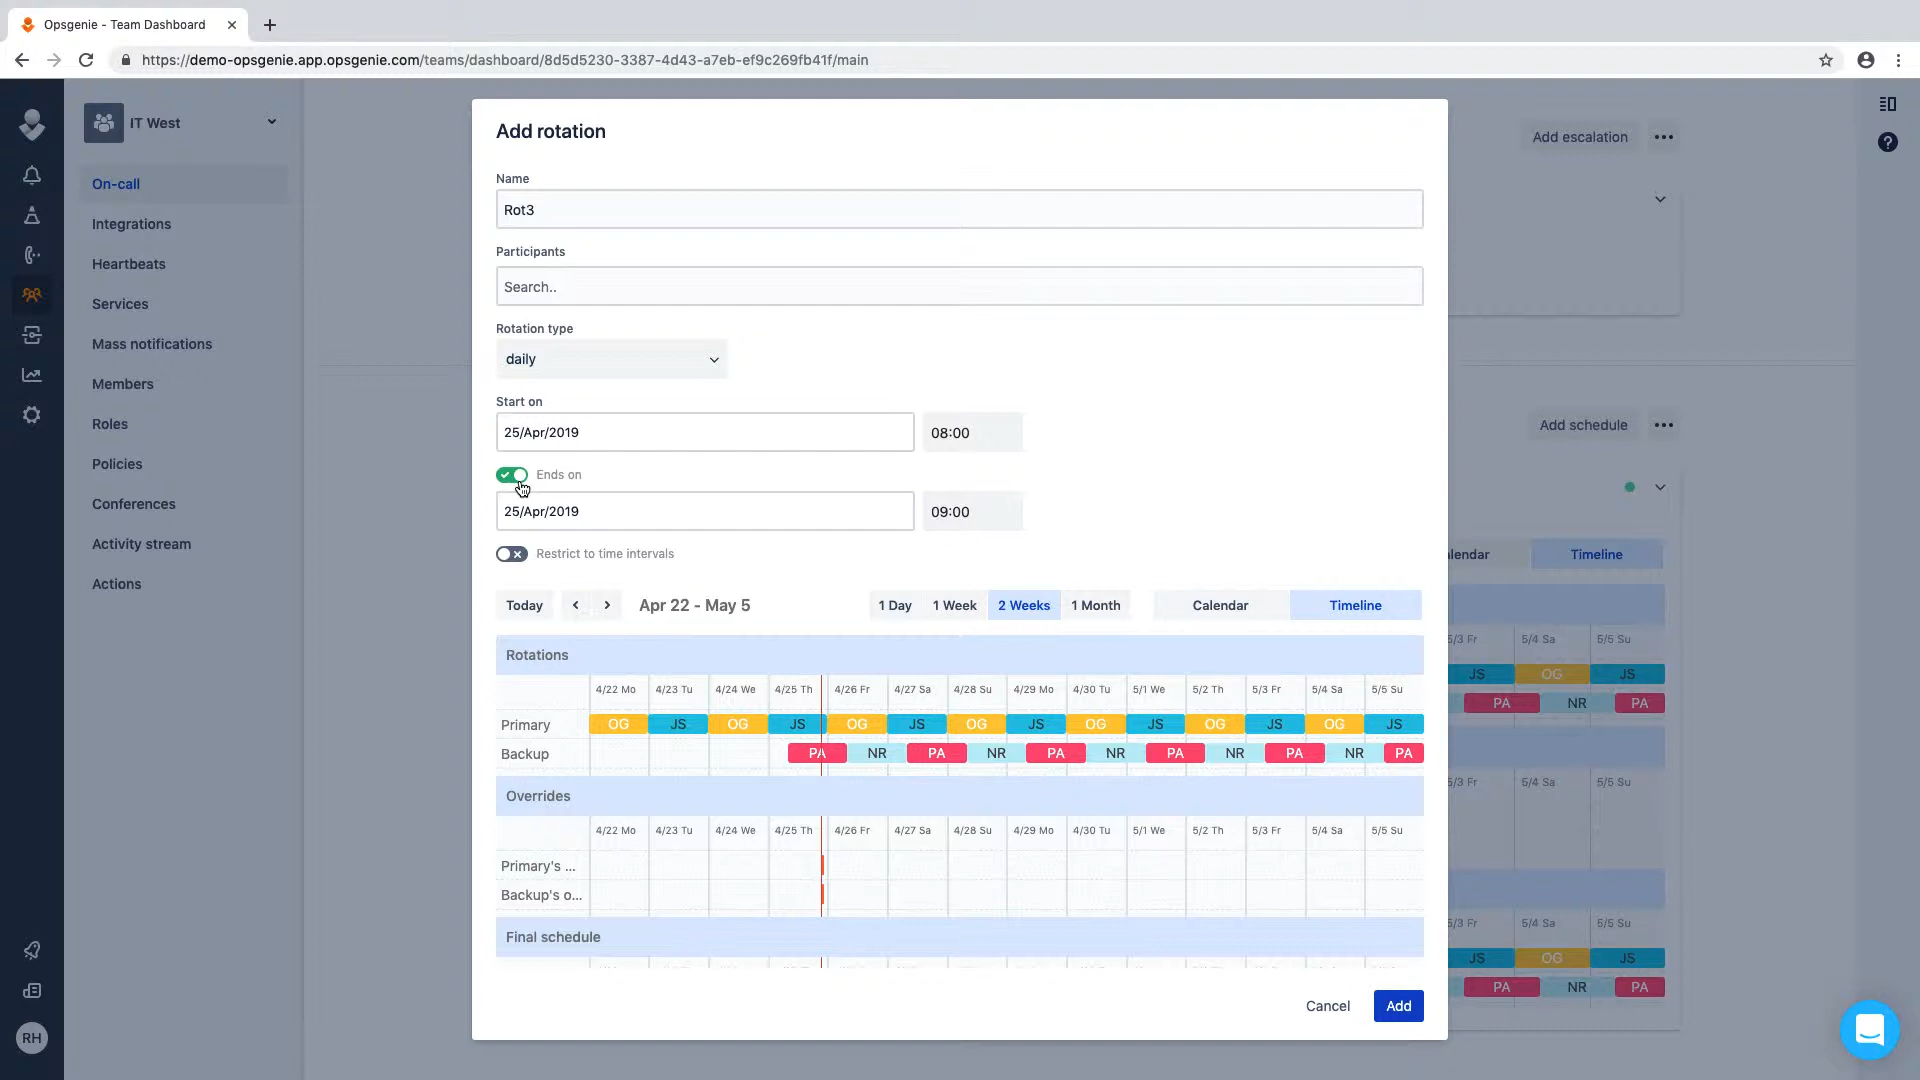 Opsgenie - Team Dashboard
https://demo-opsgenie.app.opsgenie.com/teams/dashboard/8d5d5230-3387-4d43-a7eb-ef9c269fb41f/main
IT West
On-call
Integrations
Heartbeats
Services
Mass notifications
Members
Roles
Policies
Conferences
Activity stream
Actions
RH
Add rotation
Name
Rot3
Participants
Search..
Rotation type
daily
Start on
25/Apr/2019 08:00
Ends on
25/Apr/2019 09:00
Restrict to time intervals
Today Apr 22 - May 5 1 Day 1 Week 2 Weeks 1 Month Calendar Timeline
Rotations
4/22 Mo 4/23 Tu 4/24 We 4/25 Th 4/26 Fr 4/27 Sa 4/28 Su 4/29 Mo 4/30 Tu 5/1 We 5/2 Th 5/3 Fr 5/4 Sa 5/5 Su
Primary OG JS OG JS OG JS OG JS OG JS OG JS OG JS
Backup PA NR PA NR PA NR PA NR PA NR PA
Overrides
4/22 Mo 4/23 Tu 4/24 We 4/25 Th 4/26 Fr 4/27 Sa 4/28 Su 4/29 Mo 4/30 Tu 5/1 We 5/2 Th 5/3 Fr 5/4 Sa 5/5 Su
Primary's ...
Backup's o...
Final schedule
Cancel Add
Add escalation
Add schedule
alendar Timeline
5/3 Fr 5/4 Sa 5/5 Su
JS OG JS
PA NR PA
5/3 Fr 5/4 Sa 5/5 Su
5/3 Fr 5/4 Sa 5/5 Su
JS OG JS
PA NR PA